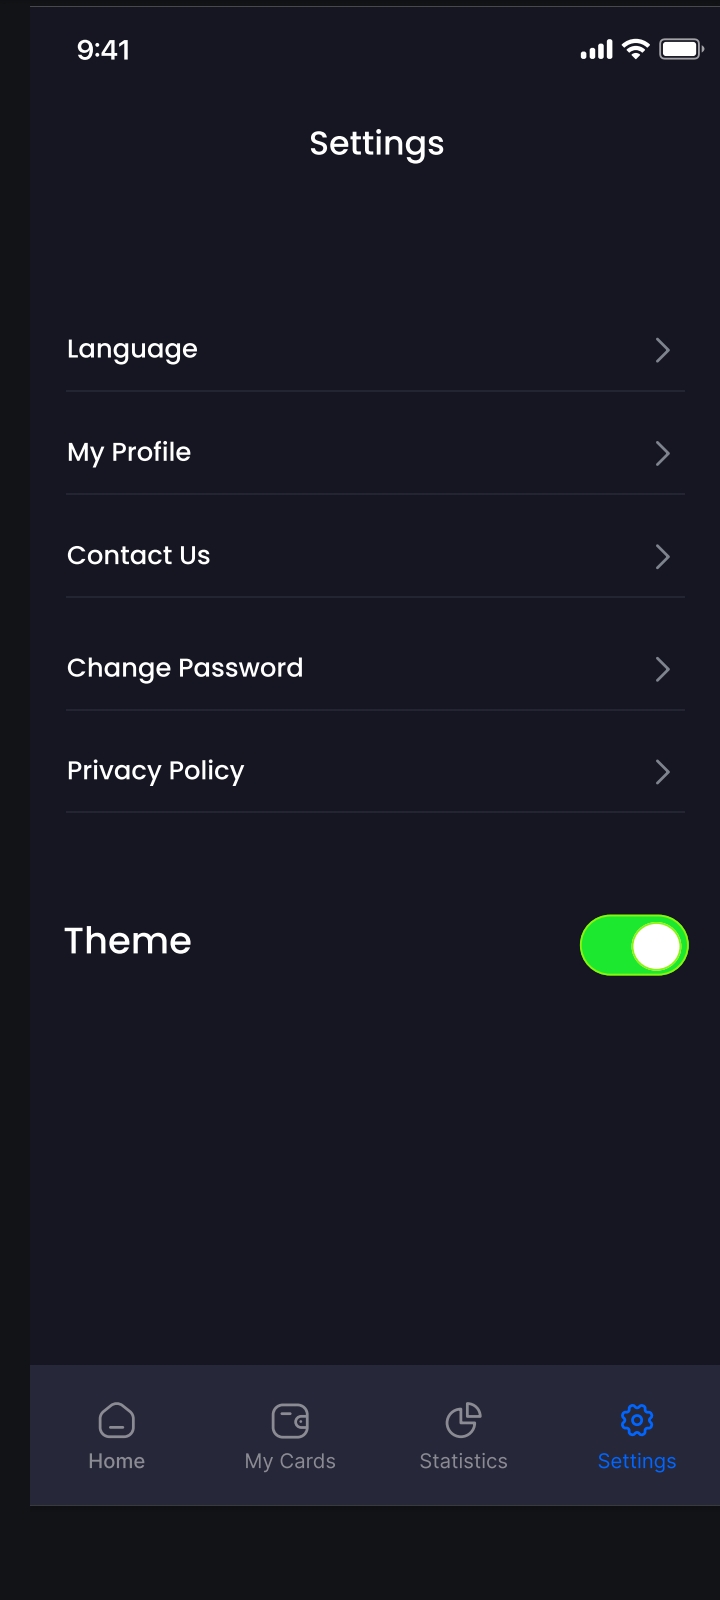 9:41
Settings
Language
My Profile
Contact Us
Change Password
Privacy Policy
Theme
Home
My Cards
Statistics
Settings